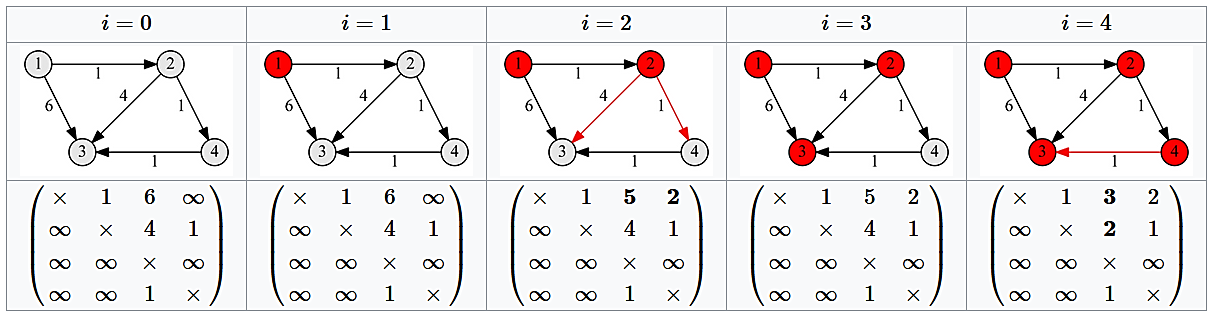 i = 0 i = 1 i = 2 i = 3 i = 4
1 2 1 2 1 2 1 2 1 2
1 1 1 1 1
6 4 1 6 4 1 6 4 1 6 4 1 6 4 1
3 4 3 4 3 4 3 4 3 4
1 1 1 1 1
( × 1 6 ∞ ) ( × 1 6 ∞ ) ( × 1 5 2 ) ( × 1 5 2 ) ( × 1 3 2 )
∞ × 4 1 ∞ × 4 1 ∞ × 4 1 ∞ × 4 1 ∞ × 2 1
∞ ∞ × ∞ ∞ ∞ × ∞ ∞ ∞ × ∞ ∞ ∞ × ∞ ∞ ∞ × ∞
∞ ∞ 1 × ∞ ∞ 1 × ∞ ∞ 1 × ∞ ∞ 1 × ∞ ∞ 1 ×